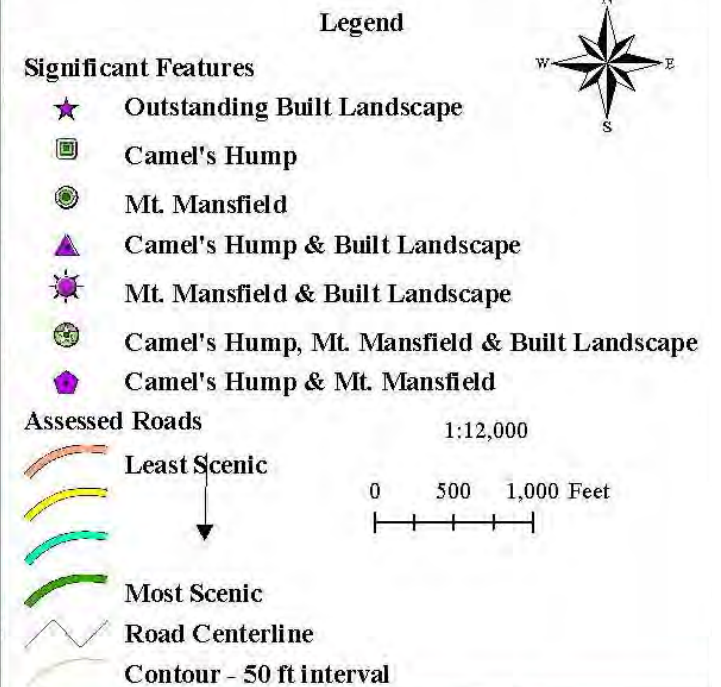 Legend
N
W E
S
Significant Features
Outstanding Built Landscape
Camel's Hump
Mt. Mansfield
Camel's Hump & Built Landscape
Mt. Mansfield & Built Landscape
Camel's Hump, Mt. Mansfield & Built Landscape
Camel's Hump & Mt. Mansfield
Assessed Roads
1:12,000
Least Scenic
0 500 1,000 Feet
Most Scenic
Road Centerline
Contour - 50 ft interval